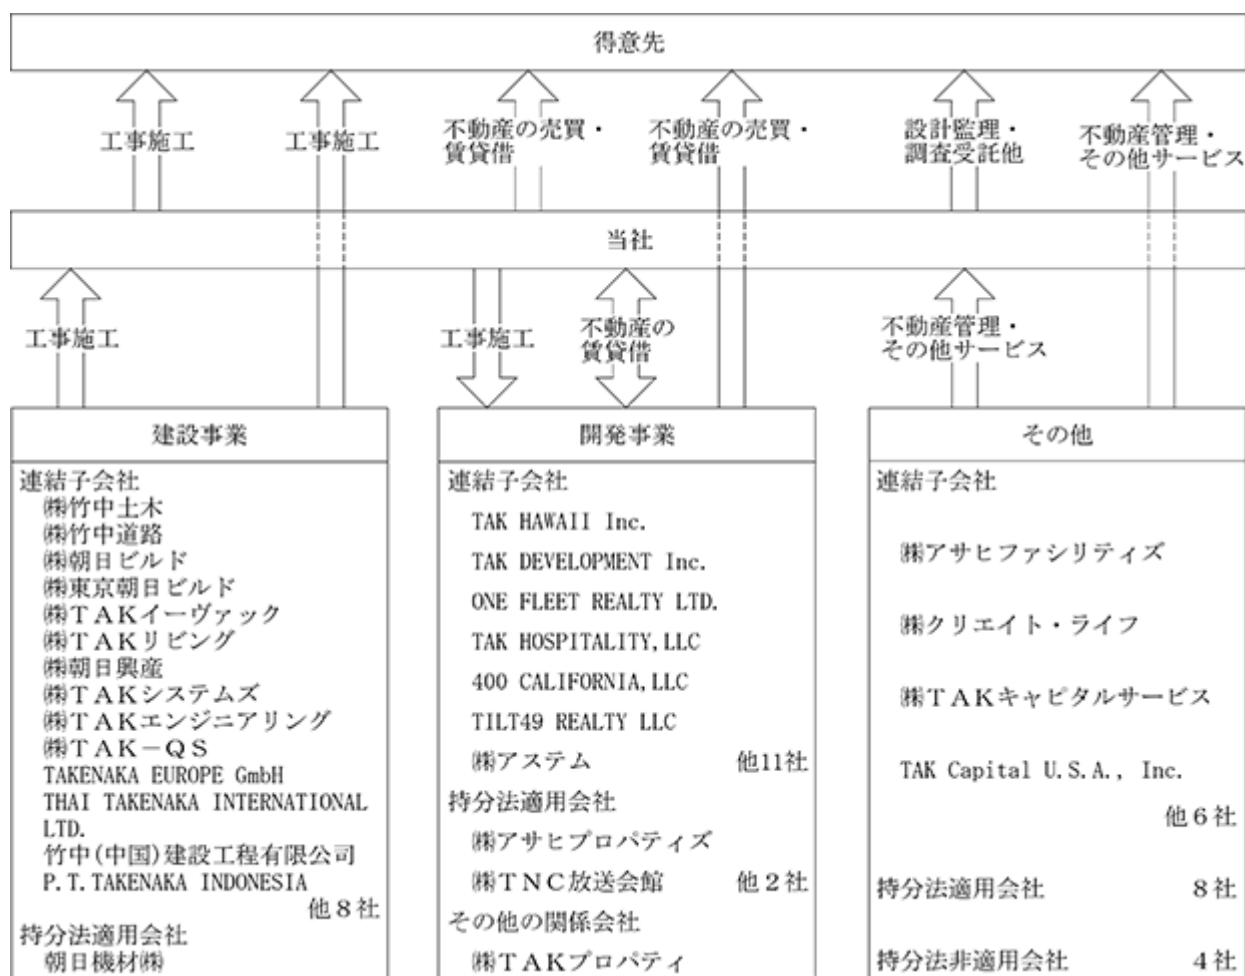 得意先
工事施工
工事施工
不動産の売買・
賃貸借
不動産の売買・
賃貸借
設計監理・
調査受託他
不動産管理・
その他サービス
当社
工事施工
工事施工
不動産の
賃貸借
不動産管理・
その他サービス
建設事業
連結子会社
㈱竹中土木
㈱竹中道路
㈱朝日ビルド
㈱東京朝日ビルド
㈱ＴＡＫイーヴァック
㈱ＴＡＫリビング
㈱朝日興産
㈱ＴＡＫシステムズ
㈱ＴＡＫエンジニアリング
㈱ＴＡＫ－ＱＳ
TAKENAKA EUROPE GmbH
THAI TAKENAKA INTERNATIONAL
LTD.
竹中(中国)建設工程有限公司
P.T.TAKENAKA INDONESIA
他８社
持分法適用会社
朝日機材㈱
開発事業
連結子会社
TAK HAWAII Inc.
TAK DEVELOPMENT Inc.
ONE FLEET REALTY LTD.
TAK HOSPITALITY,LLC
400 CALIFORNIA,LLC
TILT49 REALTY LLC
㈱アステム 他11社
持分法適用会社
㈱アサヒプロパティズ
㈱ＴＮＣ放送会館 他２社
その他の関係会社
㈱ＴＡＫプロパティ
その他
連結子会社
㈱アサヒファシリティズ
㈱クリエイト・ライフ
㈱ＴＡＫキャピタルサービス
TAK Capital U.S.A., Inc.
他６社
持分法適用会社 ８社
持分法非適用会社 ４社